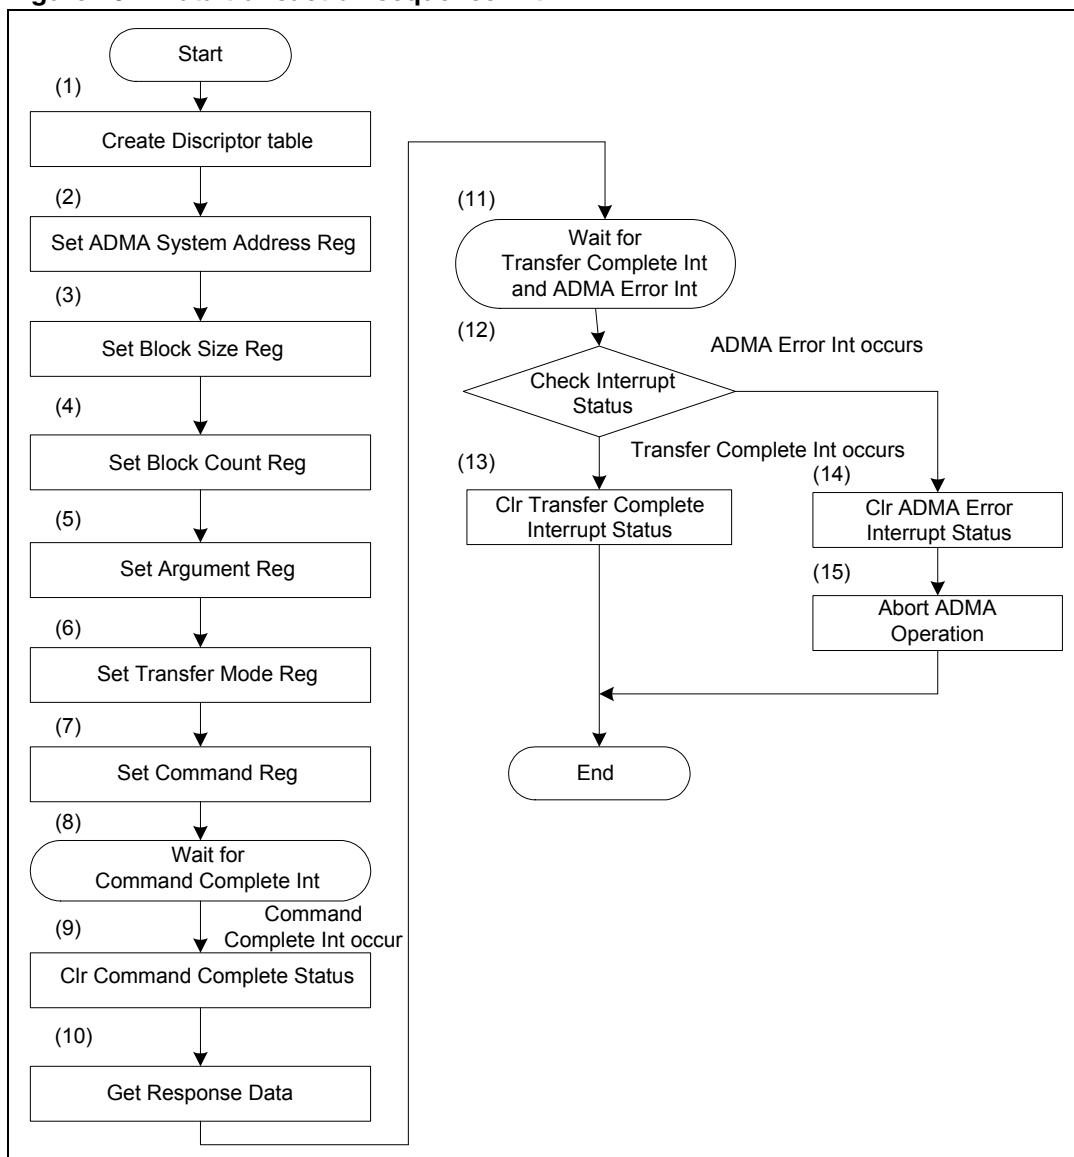 Start
(1)
Create Discriptor table
(2)
Set ADMA System Address Reg
(3)
Set Block Size Reg
(4)
Set Block Count Reg
(5)
Set Argument Reg
(6)
Set Transfer Mode Reg
(7)
Set Command Reg
(8)
Wait for
Command Complete Int
Command
Complete Int occur
(9)
Clr Command Complete Status
(10)
Get Response Data
(11)
Wait for
Transfer Complete Int
and ADMA Error Int
(12)
ADMA Error Int occurs
Check Interrupt
Status
Transfer Complete Int occurs
(13)
Clr Transfer Complete
Interrupt Status
(14)
Clr ADMA Error
Interrupt Status
(15)
Abort ADMA
Operation
End